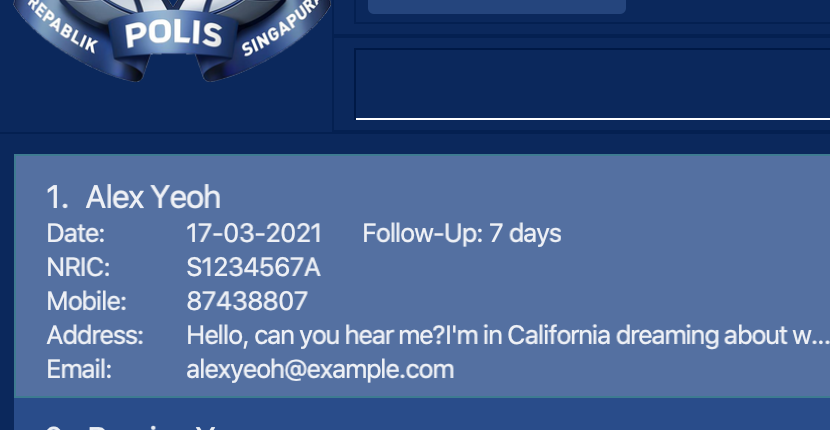 REPABLIK POLIS SINGAPURA
1. Alex Yeoh
Date: 17-03-2021 Follow-Up: 7 days
NRIC: S1234567A
Mobile: 87438807
Address: Hello, can you hear me?I'm in California dreaming about w...
Email: alexyeoh@example.com